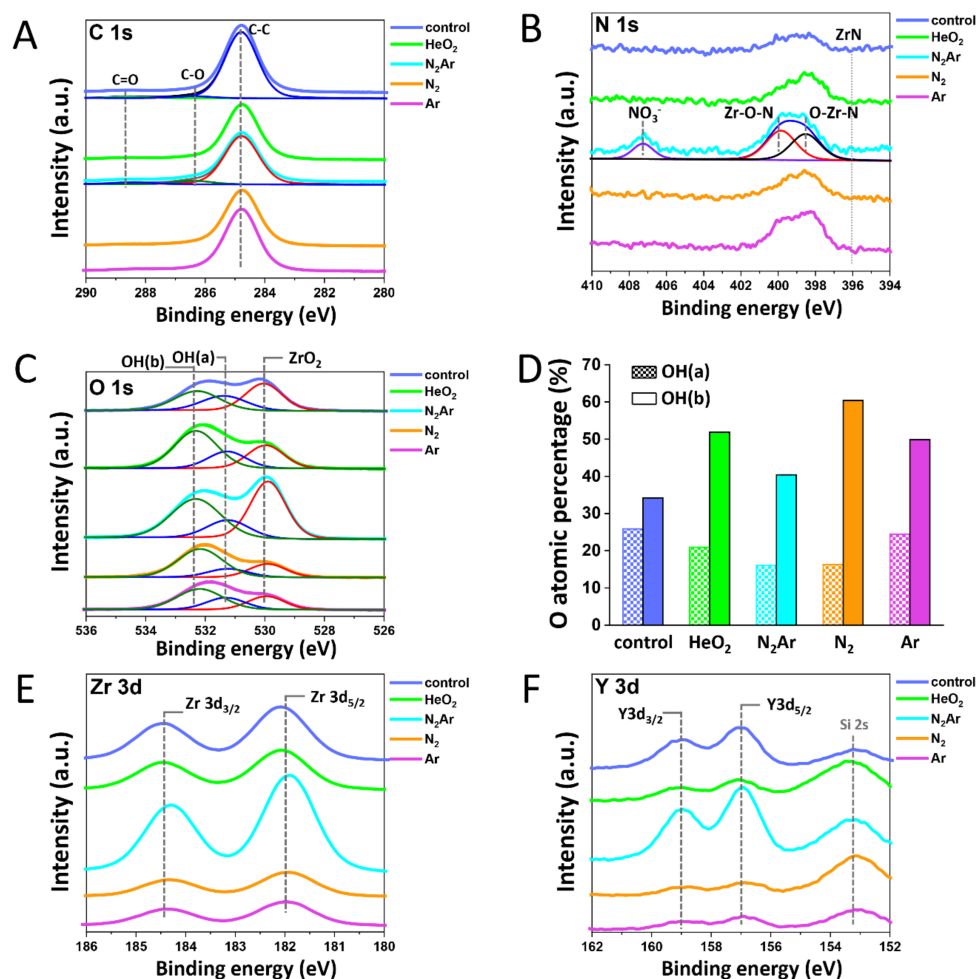 A
C 1s
C=O
C-O
C-C
control
HeO₂
N₂Ar
N₂
Ar
Intensity (a.u.)
290 288 286 284 282 280
Binding energy (eV)
B
N 1s
ZrN
NO₃⁻
Zr-O-N
O-Zr-N
control
HeO₂
N₂Ar
N₂
Ar
Intensity (a.u.)
410 408 406 404 402 400 398 396 394
Binding energy (eV)
C
O 1s
OH(b)
OH(a)
ZrO₂
control
HeO₂
N₂Ar
N₂
Ar
Intensity (a.u.)
536 534 532 530 528 526
Binding energy (eV)
D
OH(a)
OH(b)
O atomic percentage (%)
70
60
50
40
30
20
10
0
control HeO₂ N₂Ar N₂ Ar
E
Zr 3d
Zr 3d₃/₂
Zr 3d₅/₂
control
HeO₂
N₂Ar
N₂
Ar
Intensity (a.u.)
186 184 183 182 181 180
Binding energy (eV)
F
Y 3d
Y3d₃/₂
Y3d₅/₂
Si 2s
control
HeO₂
N₂Ar
N₂
Ar
Intensity (a.u.)
162 160 158 157 156 154 153 152
Binding energy (eV)